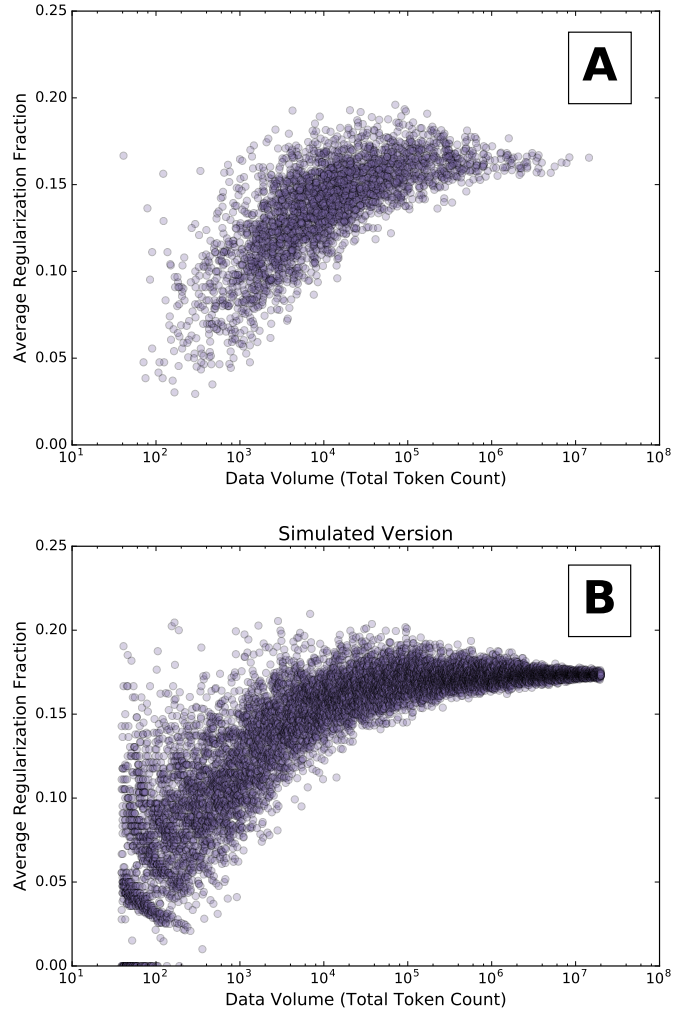 0.25
A
0.20
0.15
0.10
0.05
0.00
Average Regularization Fraction
10^1 10^2 10^3 10^4 10^5 10^6 10^7 10^8
Data Volume (Total Token Count)
Simulated Version
0.25
B
0.20
0.15
0.10
0.05
0.00
Average Regularization Fraction
10^1 10^2 10^3 10^4 10^5 10^6 10^7 10^8
Data Volume (Total Token Count)